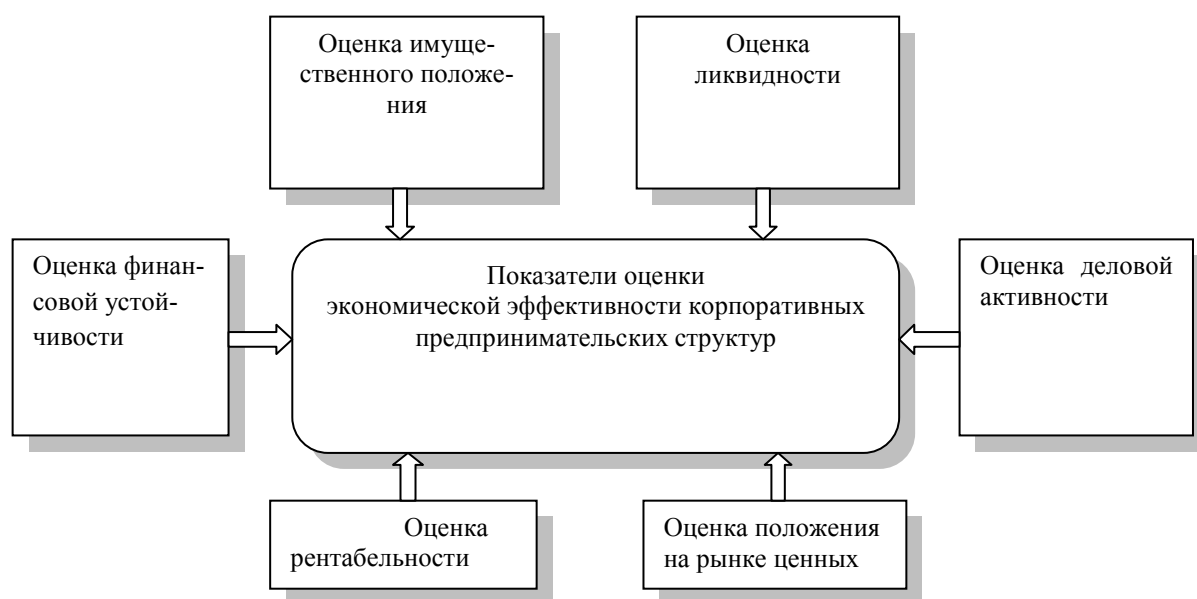 Оценка имуще-
ственного положе-
ния
Оценка
ликвидности
Оценка финан-
совой устой-
чивости
Показатели оценки
экономической эффективности корпоративных
предпринимательских структур
Оценка деловой
активности
Оценка
рентабельности
Оценка положения
на рынке ценных